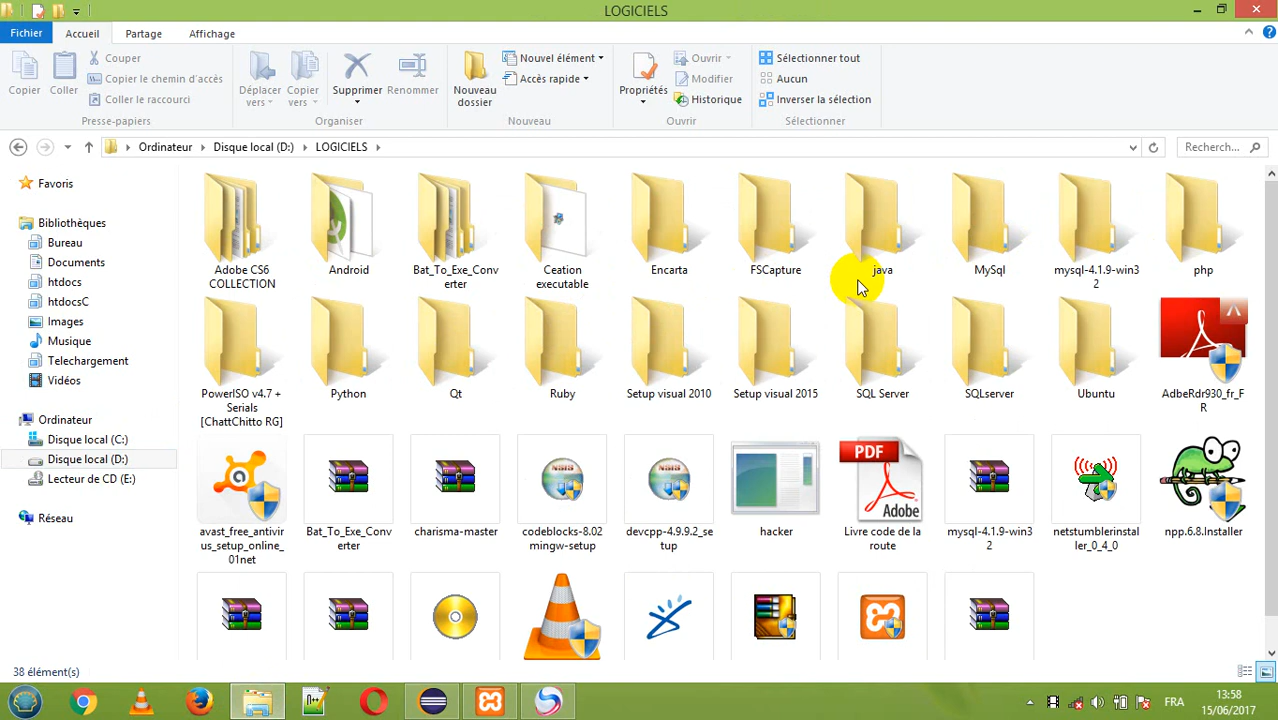 LOGICIELS
Fichier
Accueil
Partage
Affichage
Copier
Coller
Couper
Copier le chemin d'accès
Coller le raccourci
Presse-papiers
Déplacer vers
Copier vers
Supprimer
Renommer
Organiser
Nouveau dossier
Nouvel élément
Accès rapide
Nouveau
Propriétés
Ouvrir
Modifier
Historique
Ouvrir
Sélectionner tout
Aucun
Inverser la sélection
Sélectionner
Ordinateur
Disque local (D:)
LOGICIELS
Recherch...
Favoris
Bibliothèques
Bureau
Documents
htdocs
htdocsC
Images
Musique
Telechargement
Vidéos
Ordinateur
Disque local (C:)
Disque local (D:)
Lecteur de CD (E:)
Réseau
Adobe CS6
COLLECTION
Android
Bat_To_Exe_Conv
erter
Ceation
executable
Encarta
FSCapture
java
MySql
mysql-4.1.9-win3
2
php
PowerISO v4.7 +
Serials
[ChattChitto RG]
Python
Qt
Ruby
Setup visual 2010
Setup visual 2015
SQL Server
SQLserver
Ubuntu
AdbeRdr930_fr_F
R
avast_free_antivir
us_setup_online_
01net
Bat_To_Exe_Conv
erter
charisma-master
codeblocks-8.02
mingw-setup
devcpp-4.9.9.2_se
tup
hacker
PDF
Adobe
Livre code de la
route
mysql-4.1.9-win3
2
netstumblerinstal
ler_0_4_0
npp.6.8.Installer
38 élément(s)
FRA
13:58
15/06/2017